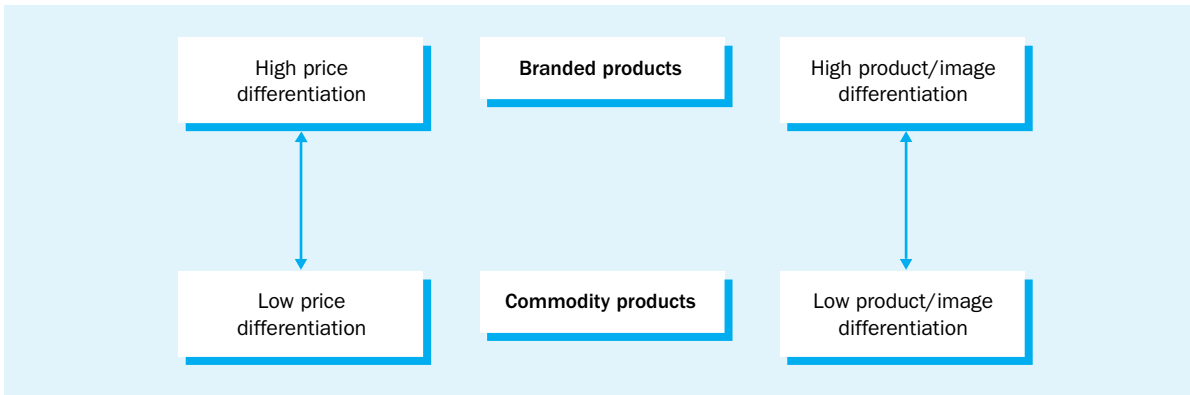 High price
differentiation
Branded products
High product/image
differentiation
Low price
differentiation
Commodity products
Low product/image
differentiation